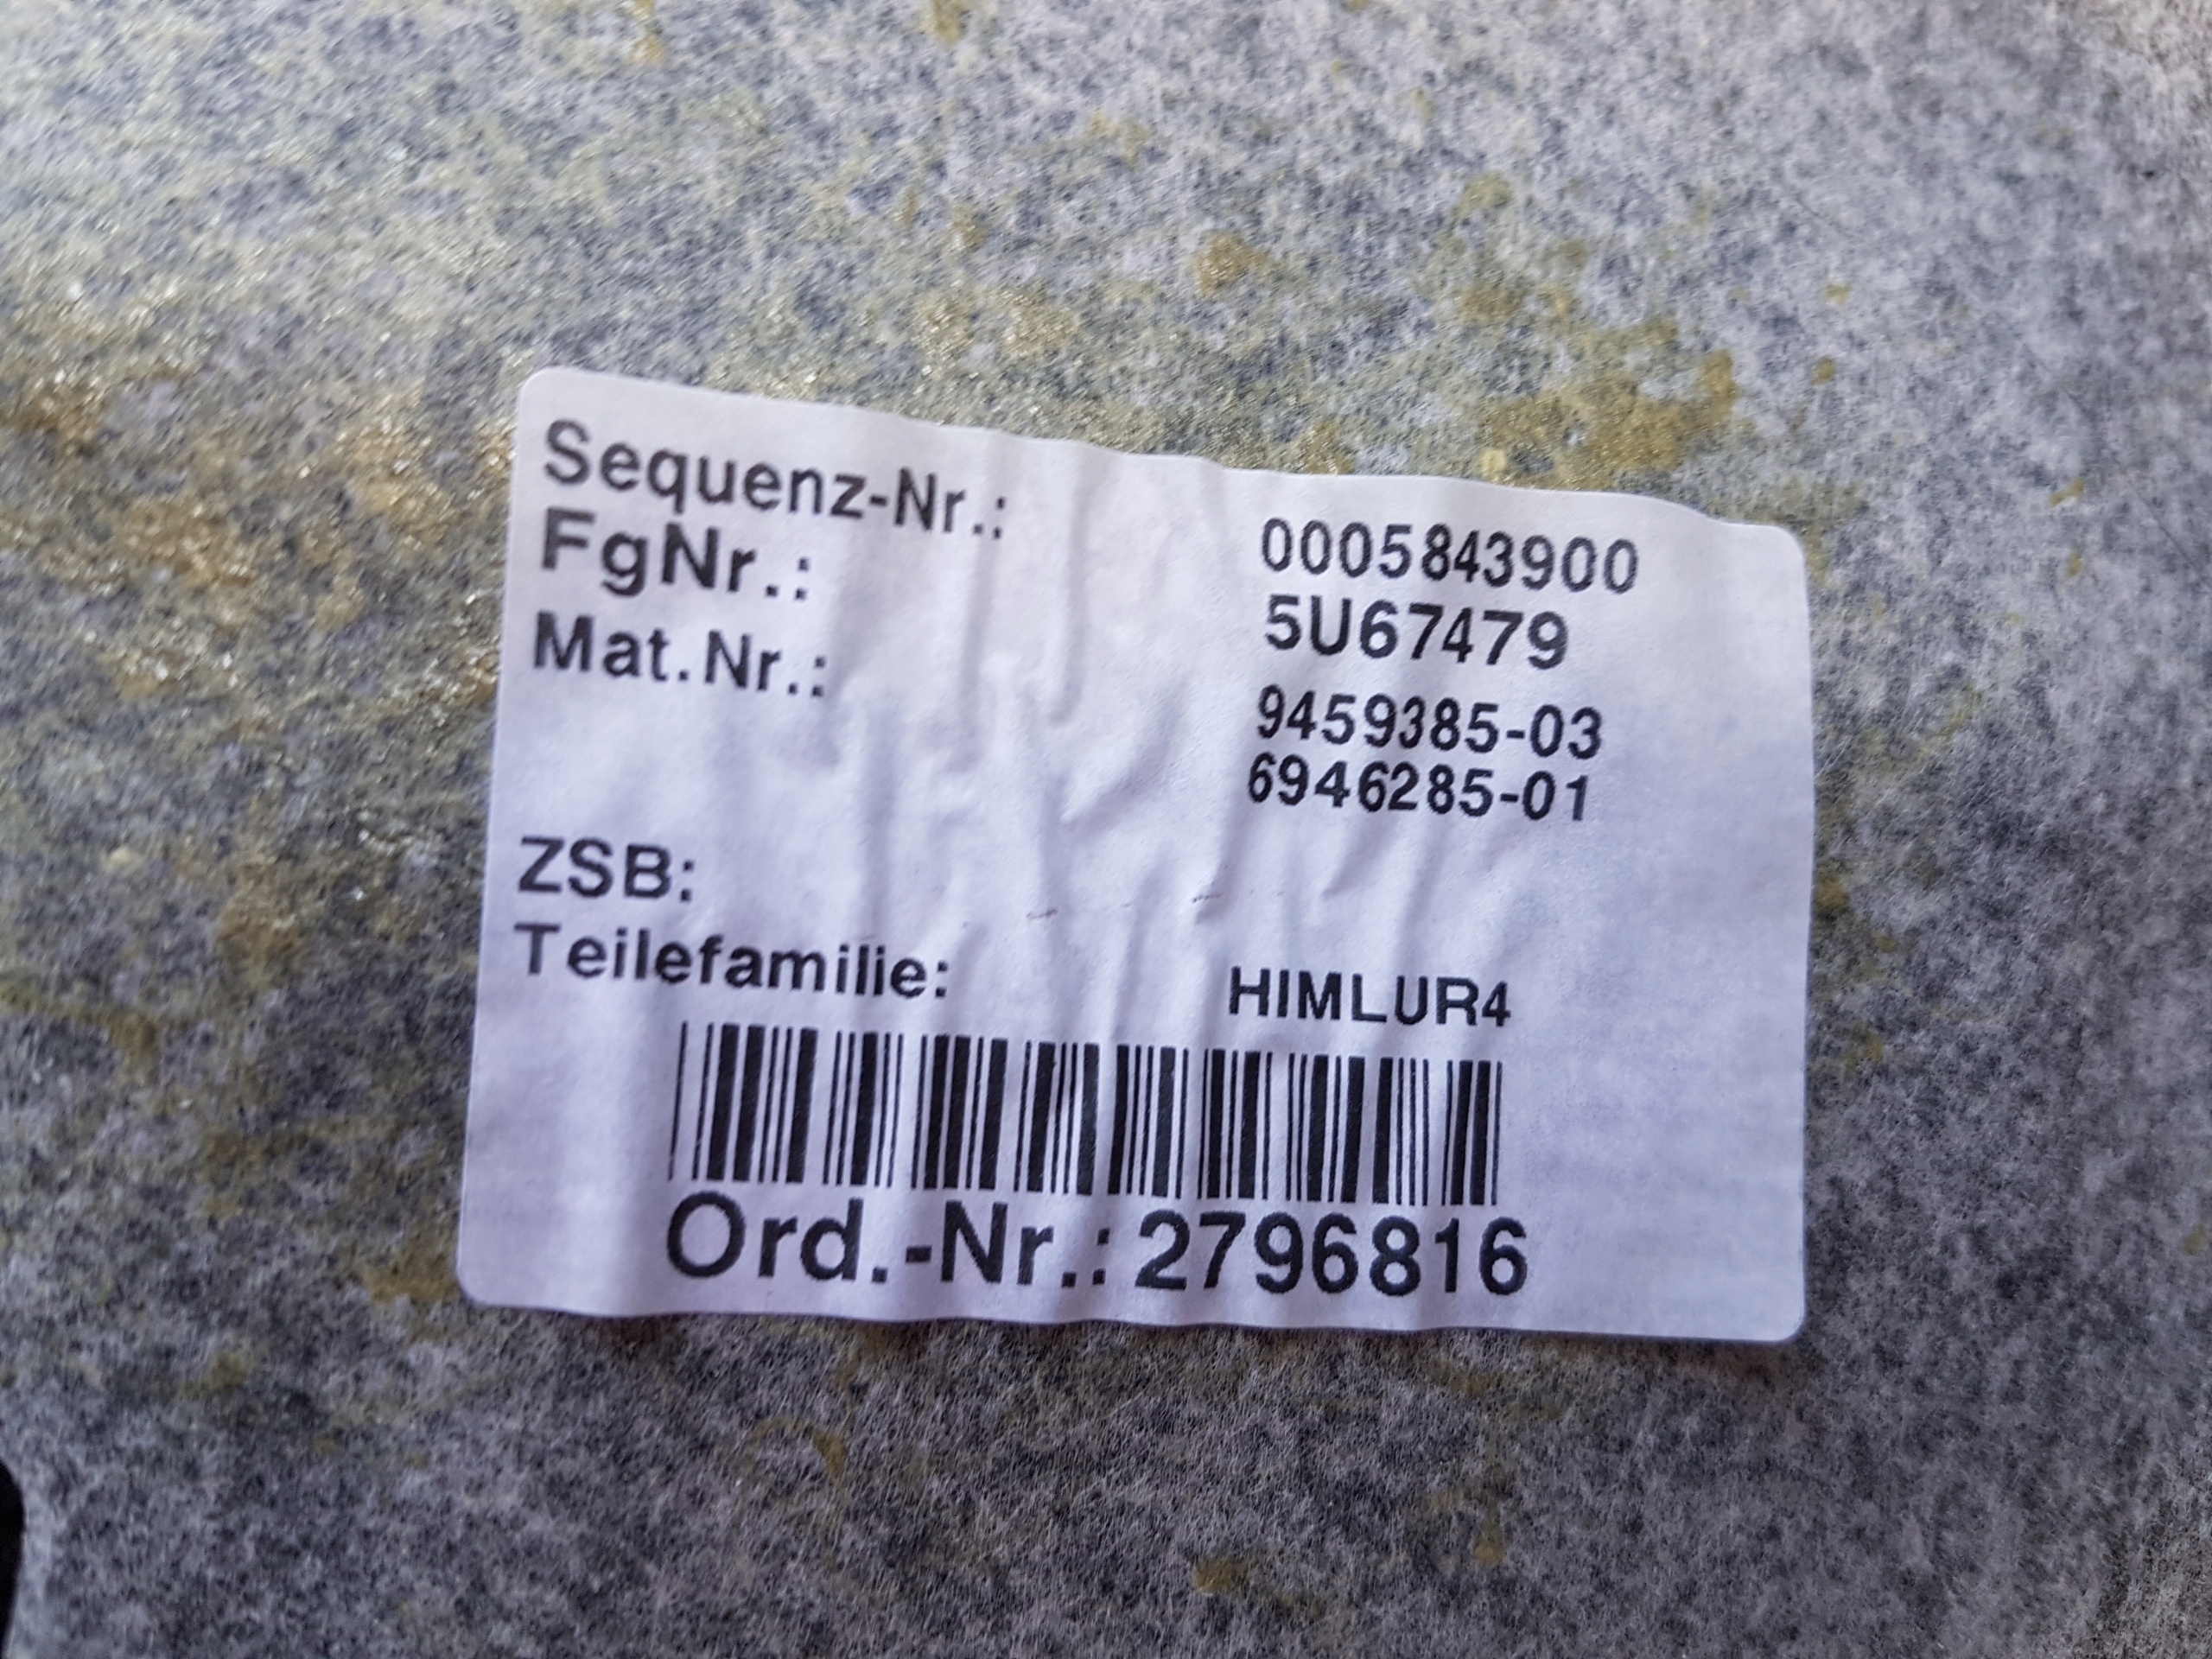 Sequenz-Nr.: 0005843900
FgNr.: 5U67479
Mat.Nr.: 9459385-03
6946285-01
ZSB:
Teilefamilie: HIMLUR4
Ord.-Nr.: 2796816